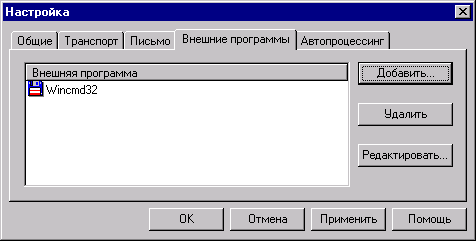 Настройка
Общие Транспорт Письмо Внешние программы Автопроцессинг
Внешняя программа
Wincmd32
Добавить...
Удалить
Редактировать...
OK Отмена Применить Помощь